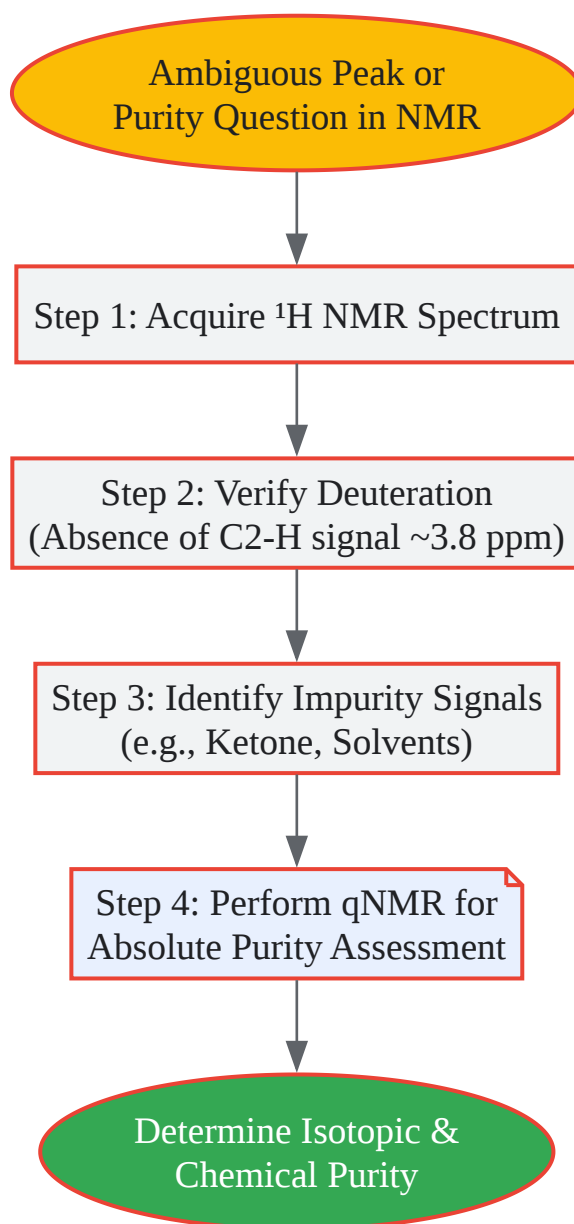 Ambiguous Peak or
Purity Question in NMR
Step 1: Acquire ¹H NMR Spectrum
Step 2: Verify Deuteration
(Absence of C2-H signal ~3.8 ppm)
Step 3: Identify Impurity Signals
(e.g., Ketone, Solvents)
Step 4: Perform qNMR for
Absolute Purity Assessment
Determine Isotopic &
Chemical Purity